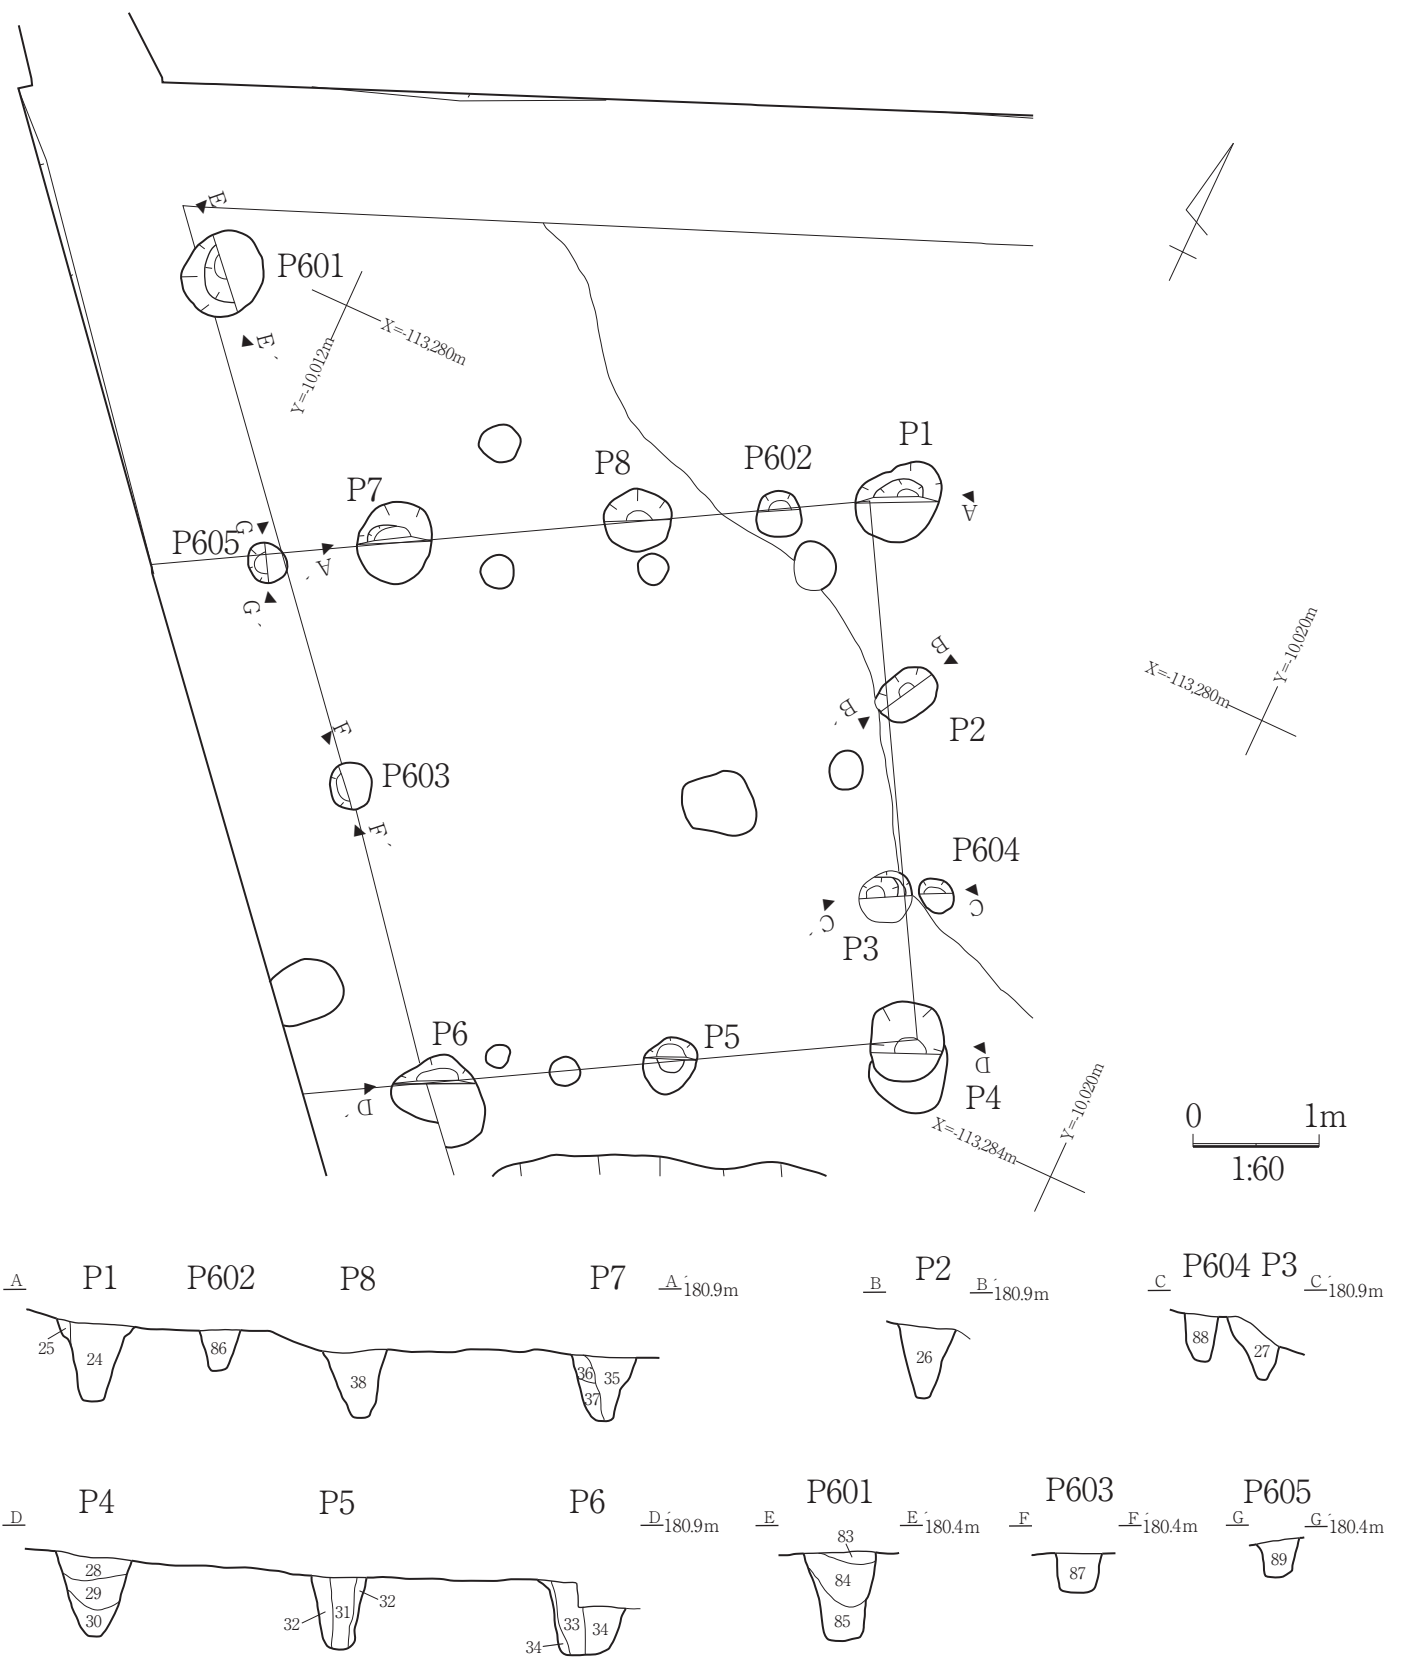 E
P601
E´
X=-113,280m
Y=-10,012m
P1
P602
P8
P7
A
G
P605
A´
G´
Y=-10,020m
B
X=-113,280m
B´
P2
F
P603
F´
P604
C
C´
P3
P6
P5
D
D´
P4
Y=-10,020m
X=-113,284m
0 1m
1:60
A P1 P602 P8 P7 A´ 180.9m
25 24 86 38 36 35 37
B P2 B´ 180.9m
26
C P604 P3 C´ 180.9m
88 27
D P4 P5 P6 D´ 180.9m
28 29 30 32 31 32 33 34 34
E P601 E´ 180.4m
83 84 85
F P603 F´ 180.4m
87
G P605 G´ 180.4m
89